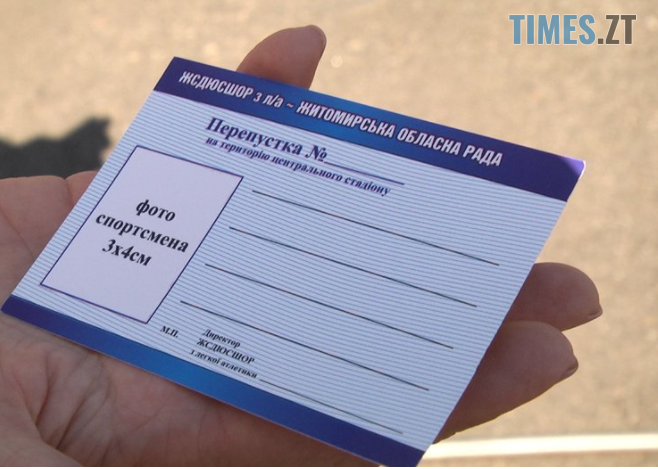 TIMES.ZT
ЖСДЮСШОР з л/а ~ ЖИТОМИРСЬКА ОБЛАСНА РАДА
Перепустка №
на територію центрального стадіону
фото
спортсмена
3х4см
М.П.
Директор
ЖСДЮСШОР
з легкої атлетики